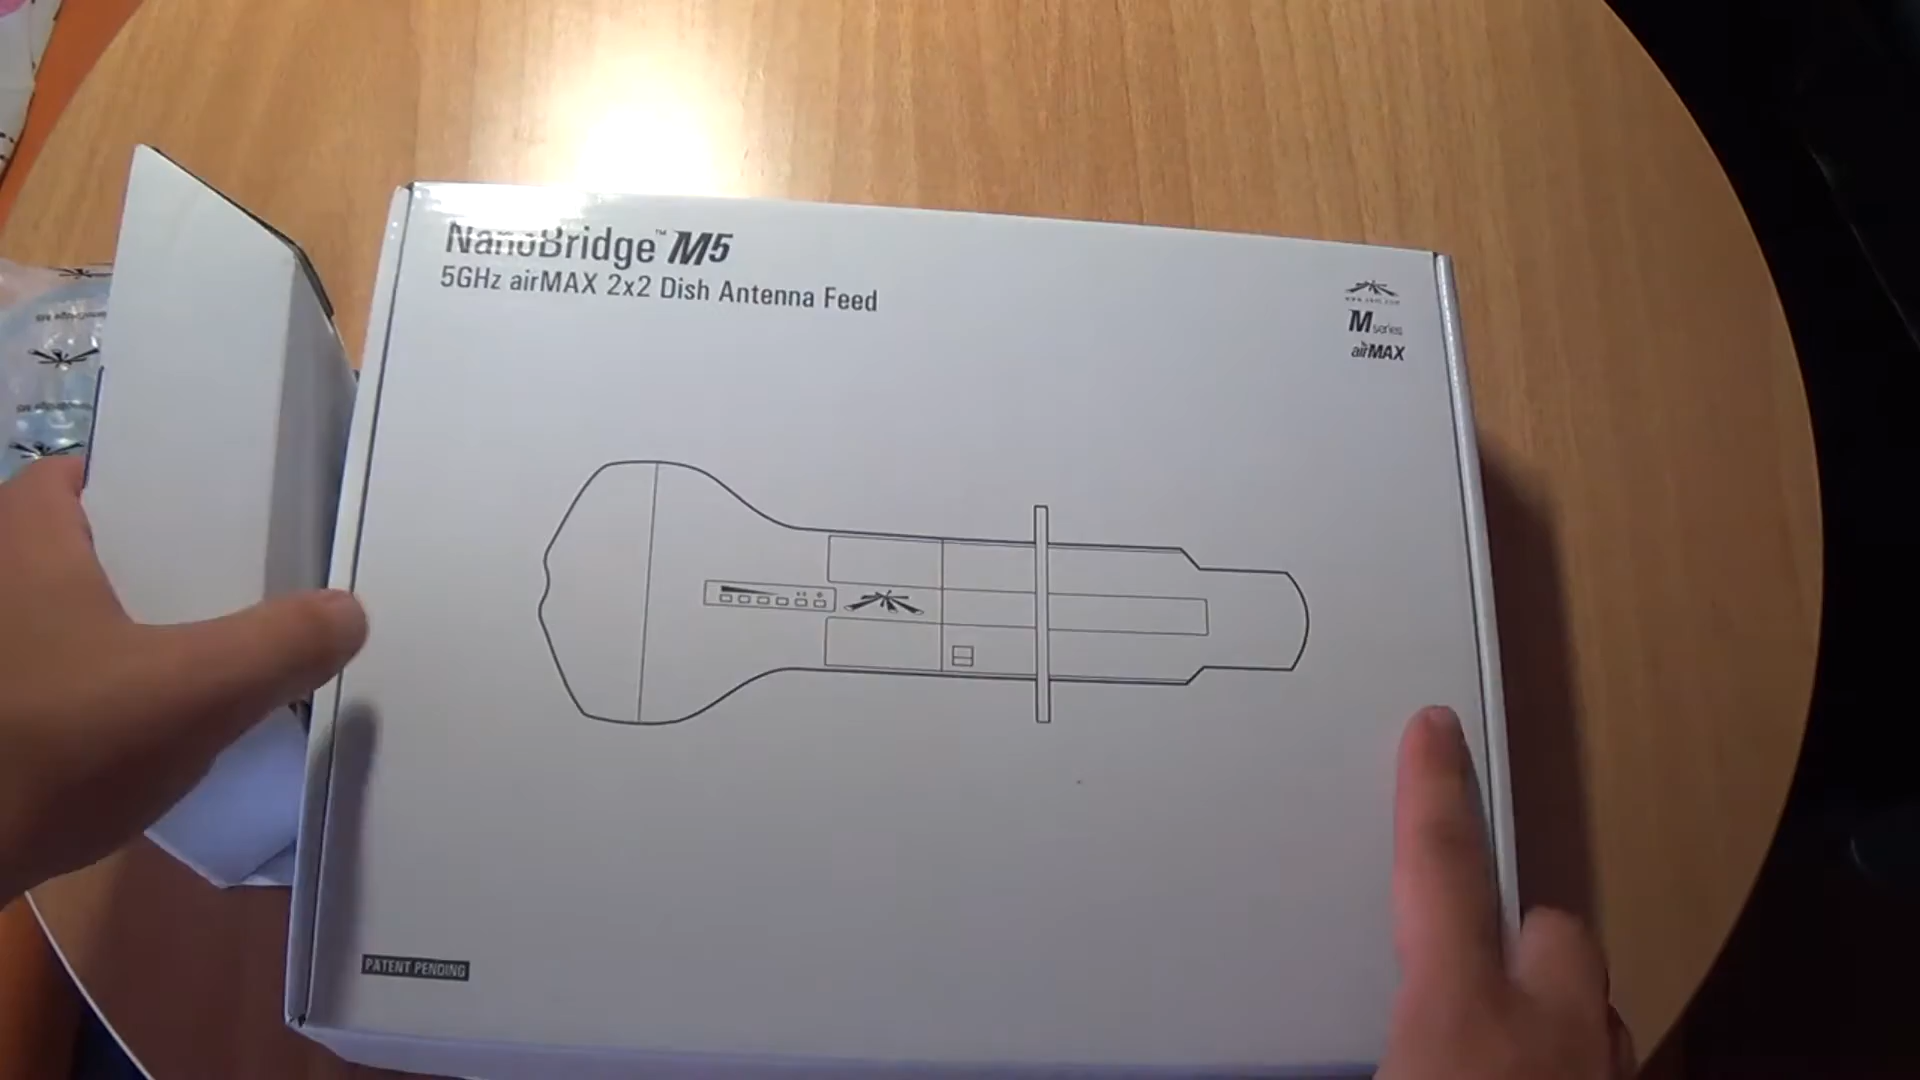 NanoBridge™ M5
5GHz airMAX 2x2 Dish Antenna Feed
M series
airMAX
PATENT PENDING